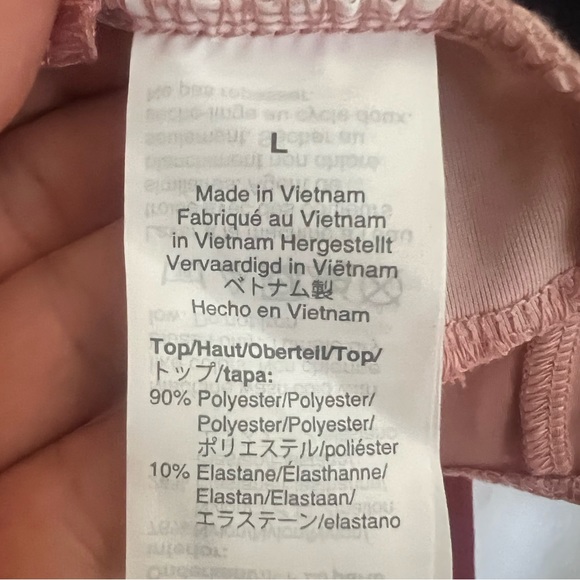 L
Made in Vietnam
Fabriqué au Vietnam
in Vietnam Hergestellt
Vervaardigd in Viëtnam
ベトナム製
Hecho en Vietnam
Top/Haut/Oberteil/Top/
トップ/tapa:
90% Polyester/Polyester/
Polyester/Polyester/
ポリエステル/poliéster
10% Elastane/Élasthanne/
Elastan/Elastaan/
エラステーン/elastano